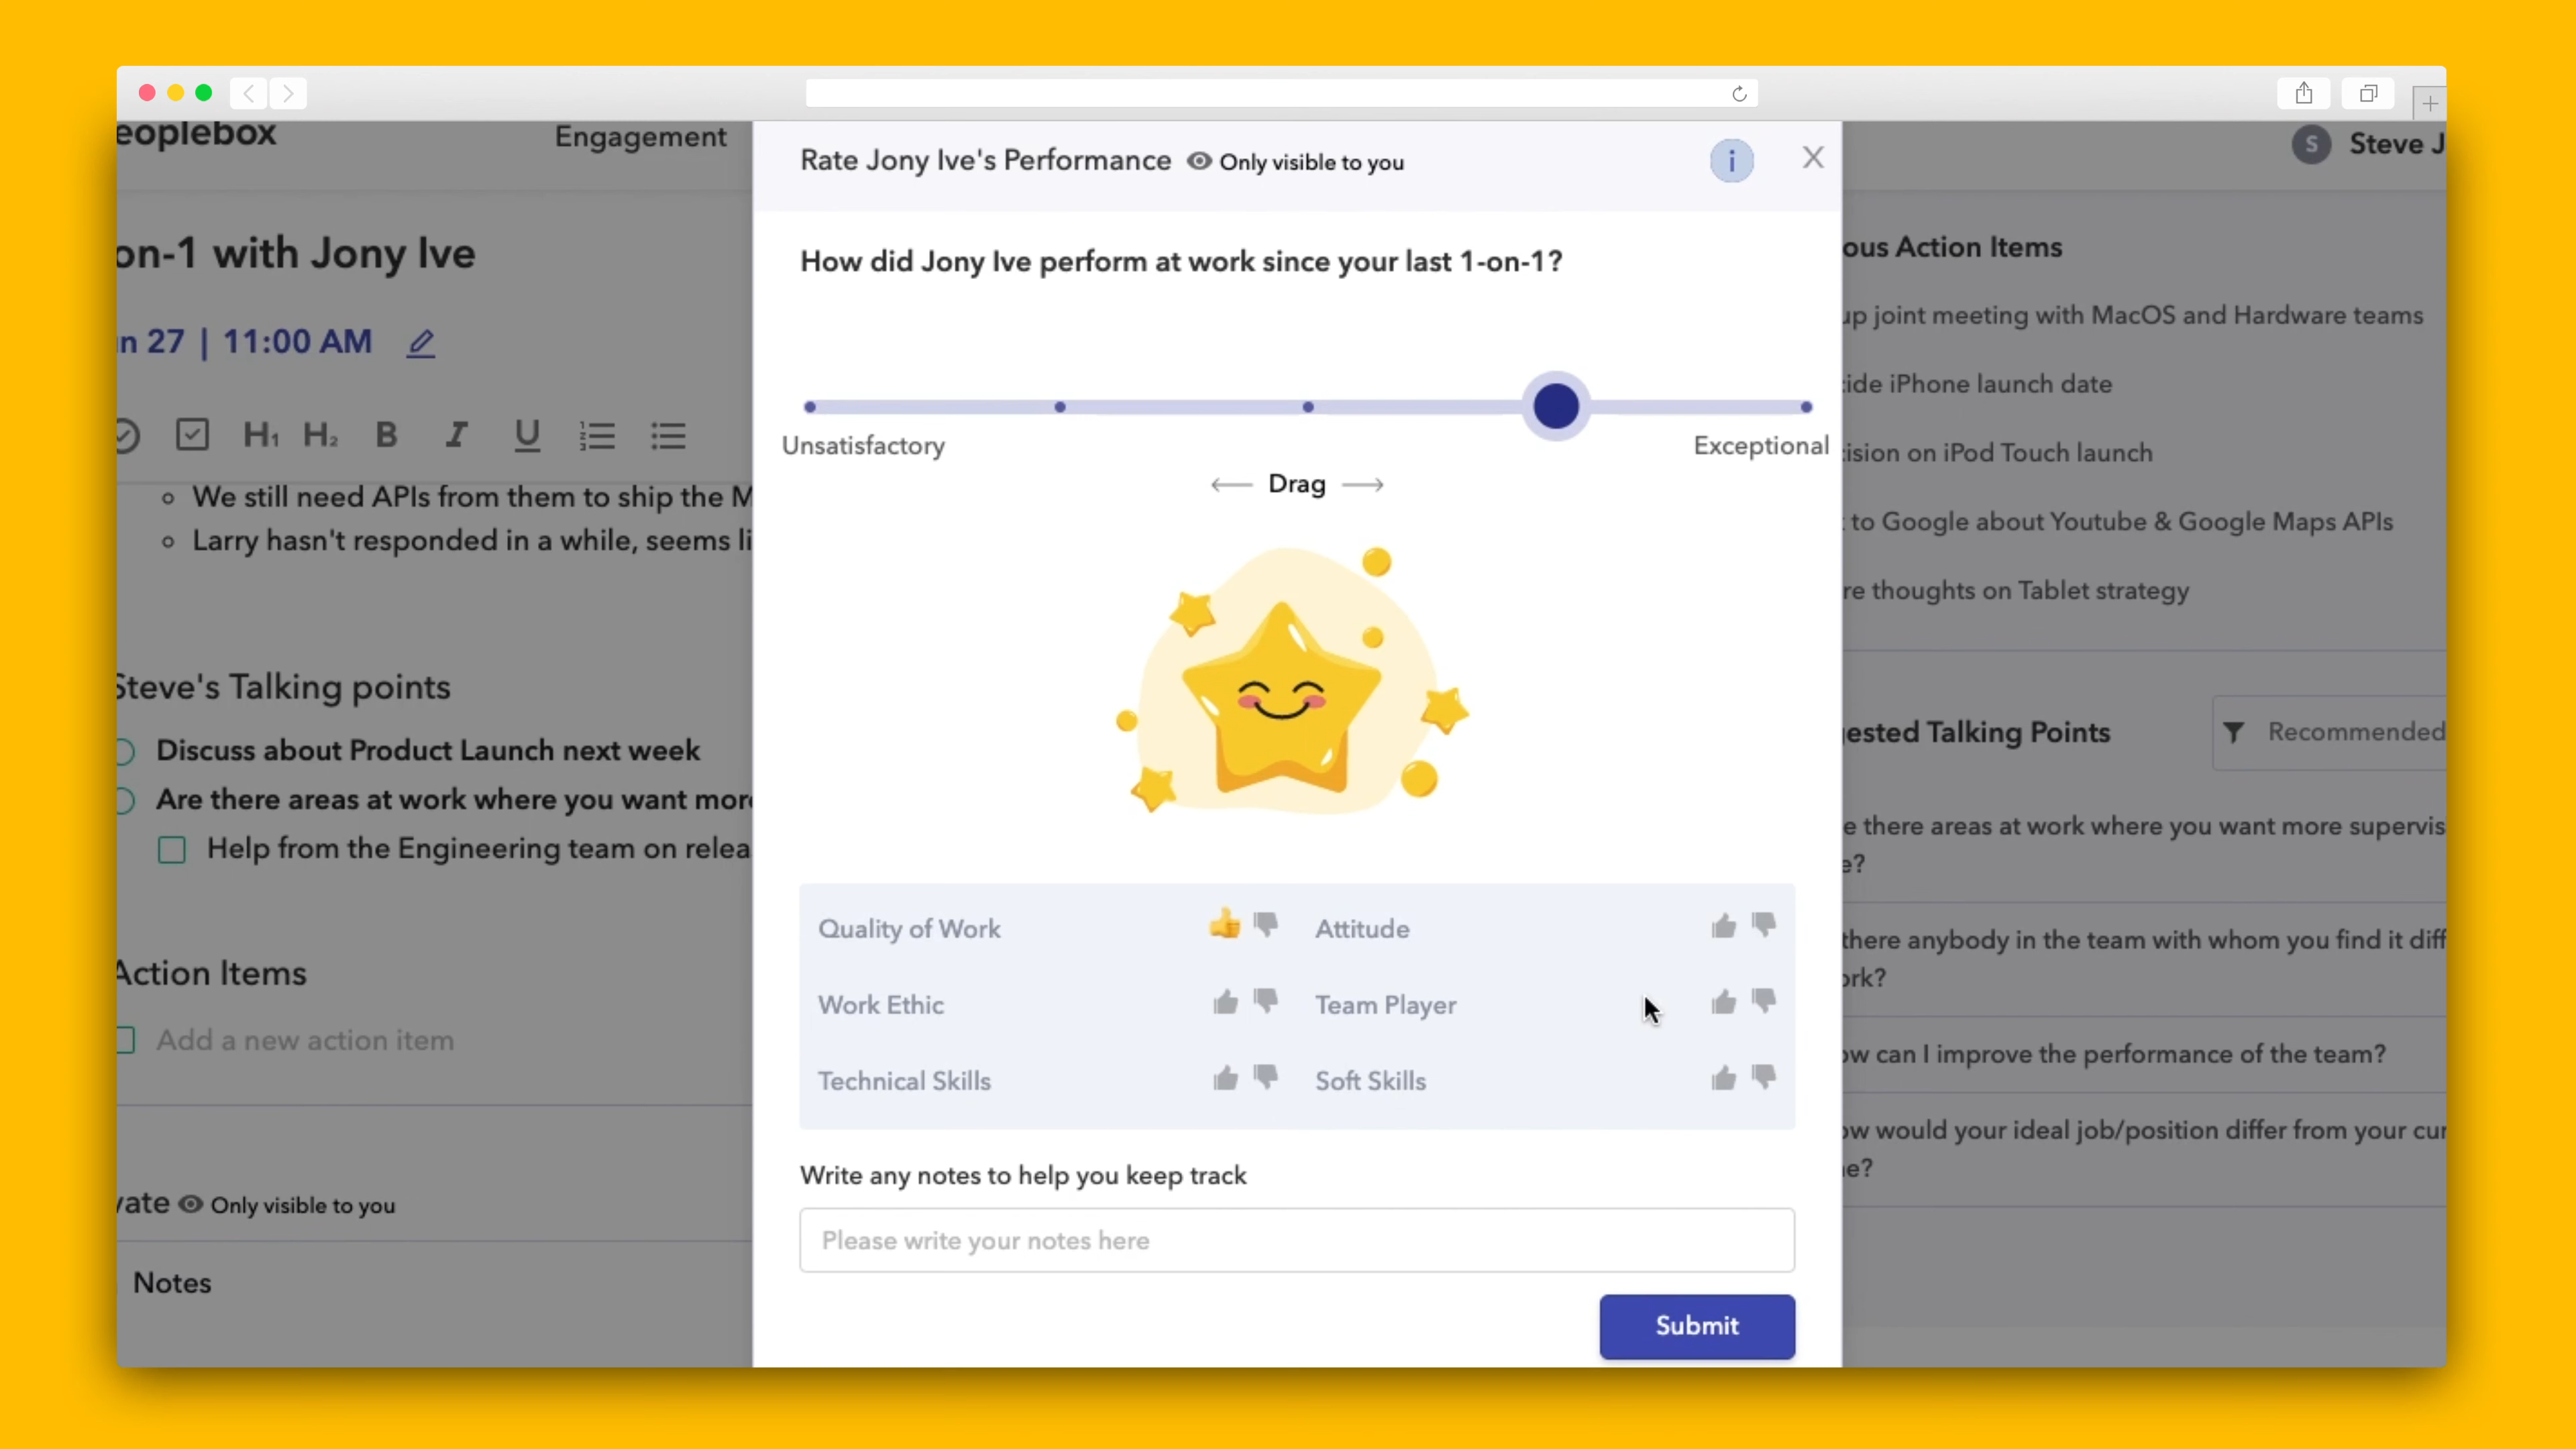 eoplebox
Engagement
on-1 with Jony Ive
n 27 | 11:00 AM
H1 H2 B I U
We still need APIs from them to ship the M
Larry hasn't responded in a while, seems li
Steve's Talking points
Discuss about Product Launch next week
Are there areas at work where you want more
Help from the Engineering team on relea
Action Items
Add a new action item
vate Only visible to you
Notes
Rate Jony Ive's Performance Only visible to you
i X
How did Jony Ive perform at work since your last 1-on-1?
Unsatisfactory Exceptional
Drag
Quality of Work Attitude
Work Ethic Team Player
Technical Skills Soft Skills
Write any notes to help you keep track
Please write your notes here
Submit
S Steve J
ous Action Items
up joint meeting with MacOS and Hardware teams
ide iPhone launch date
ision on iPod Touch launch
to Google about Youtube & Google Maps APIs
re thoughts on Tablet strategy
ested Talking Points
Recommended
e there areas at work where you want more supervis
e?
there anybody in the team with whom you find it diff
ork?
ow can I improve the performance of the team?
ow would your ideal job/position differ from your cur
ne?